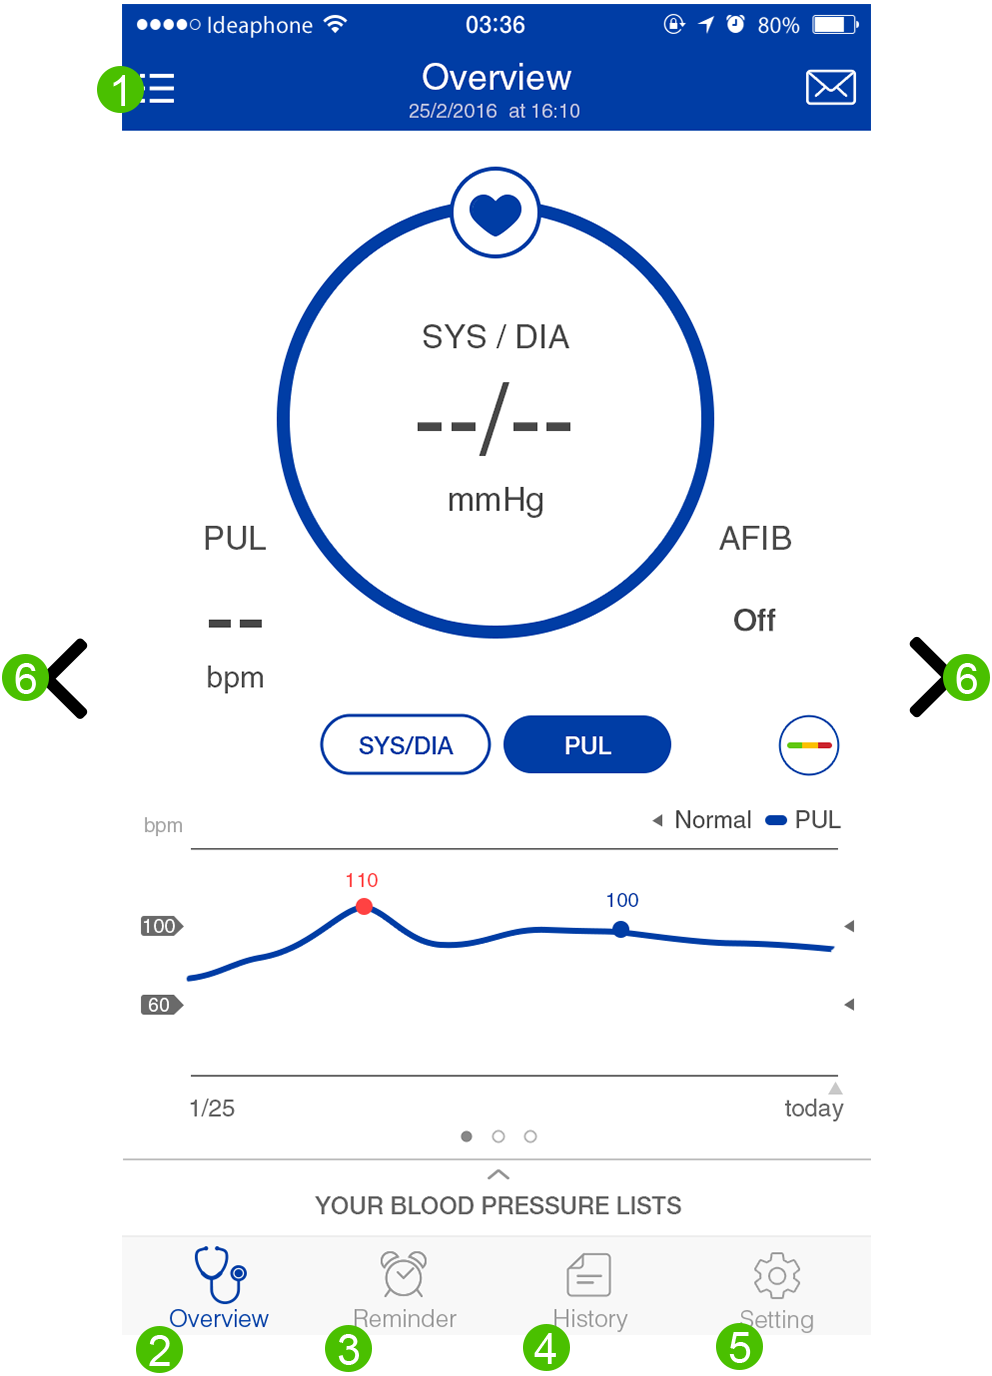 Ideaphone 03:36 80%
1 Overview
25/2/2016 at 16:10
SYS / DIA
--/--
mmHg
PUL AFIB
-- Off
bpm
6 6
SYS/DIA PUL
bpm Normal PUL
110
100
100
60
1/25 today
YOUR BLOOD PRESSURE LISTS
Overview Reminder History Setting
2 3 4 5